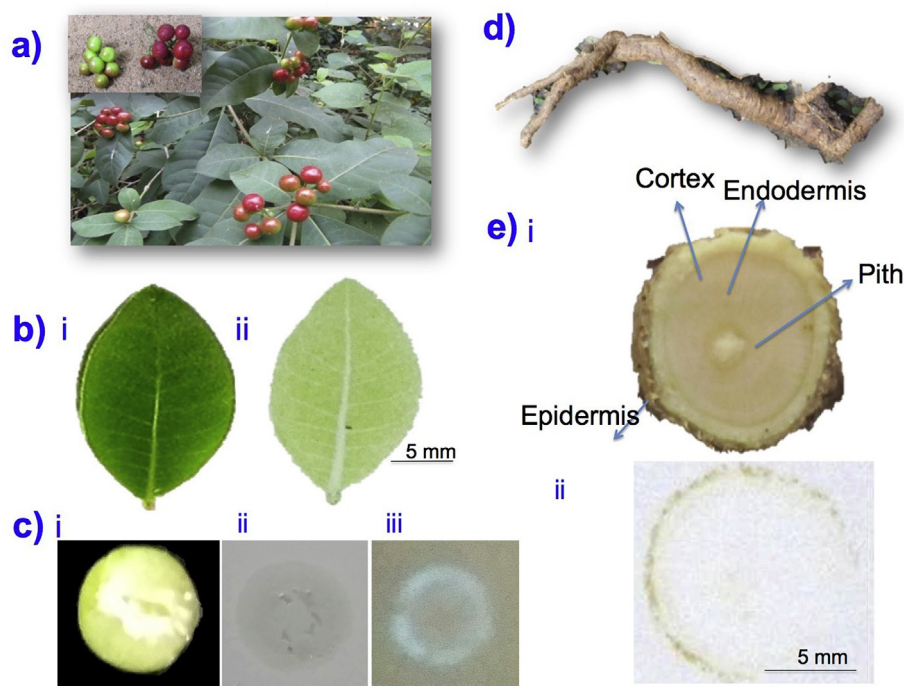 a)
d)
Cortex
Endodermis
e) i
Pith
b) i
ii
Epidermis
5 mm
ii
c) i
ii
iii
5 mm